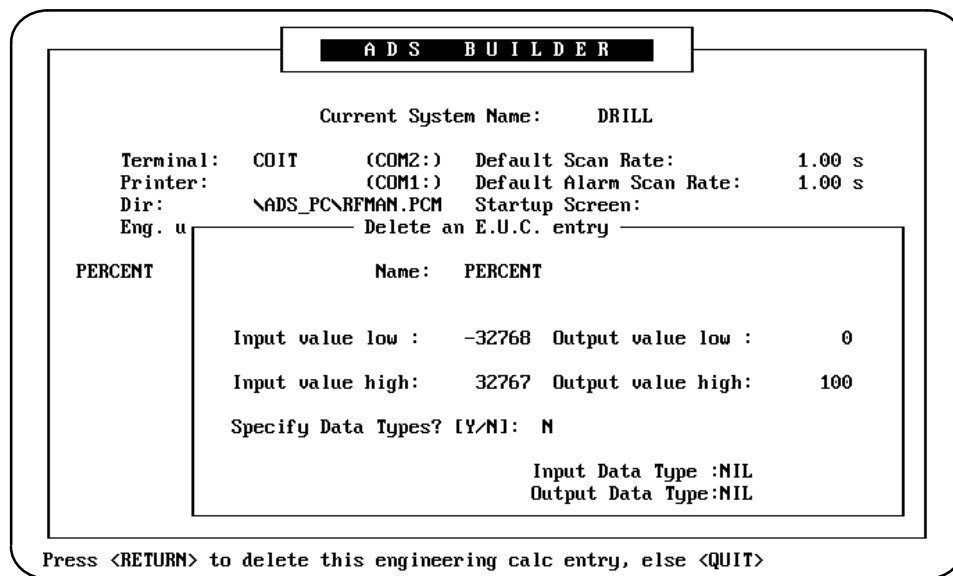 ADS BUILDER
Current System Name: DRILL
Terminal: COIT (COM2:) Default Scan Rate: 1.00 s
Printer: (COM1:) Default Alarm Scan Rate: 1.00 s
Dir: \ADS_PC\RFMAN.PCM Startup Screen:
Eng. u
Delete an E.U.C. entry
PERCENT Name: PERCENT
Input value low : -32768 Output value low : 0
Input value high: 32767 Output value high: 100
Specify Data Types? [Y/N]: N
Input Data Type :NIL
Output Data Type:NIL
Press <RETURN> to delete this engineering calc entry, else <QUIT>